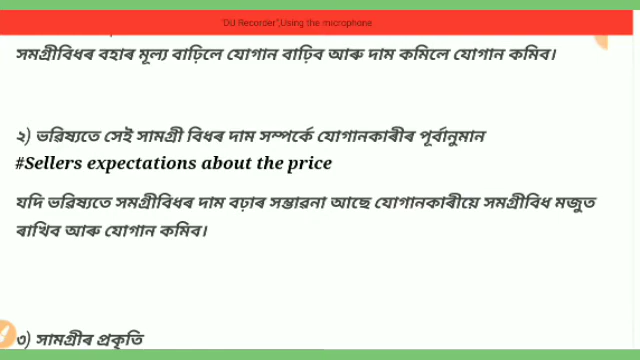 "DU Recorder",Using the microphone
সমগ্ৰীবিধৰ বহাৰ মূল্য বাঢ়িলে যোগান বাঢ়িব আৰু দাম কমিলে যোগান কমিব।
২) ভৱিষ্যতে সেই সামগ্ৰী বিধৰ দাম সম্পৰ্কে যোগানকাৰীৰ পূৰ্বানুমান
#Sellers expectations about the price
যদি ভৱিষ্যতে সমগ্ৰীবিধৰ দাম বঢ়াৰ সম্ভাৱনা আছে যোগানকাৰীয়ে সমগ্ৰীবিধ মজুত
ৰাখিব আৰু যোগান কমিব।
৩) সামগ্ৰীৰ প্ৰকৃতি